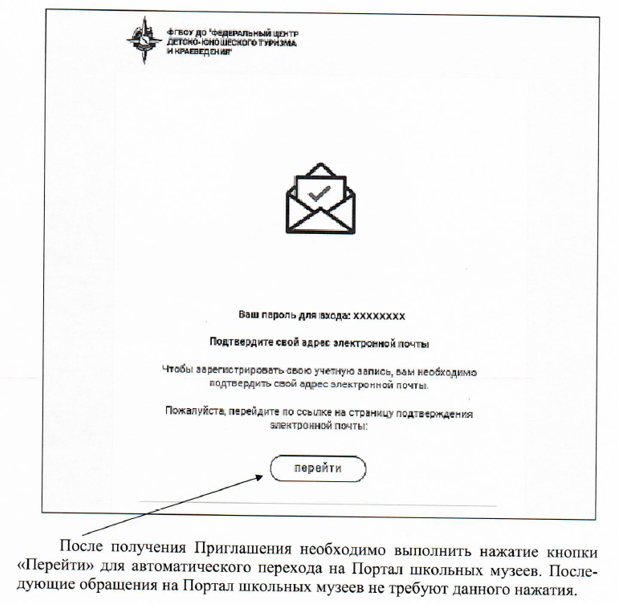 ФГБОУ ДО "ФЕДЕРАЛЬНЫЙ ЦЕНТР
ДЕТСКО-ЮНОШЕСКОГО ТУРИЗМА
И КРАЕВЕДЕНИЯ"
Ваш пароль для входа: XXXXXXXX
Подтвердите свой адрес электронной почты
Чтобы зарегистрировать свою учетную запись, вам необходимо
подтвердить свой адрес электронной почты.
Пожалуйста, перейдите по ссылке на страницу подтверждения
электронной почты:
перейти
После получения Приглашения необходимо выполнить нажатие кнопки
«Перейти» для автоматического перехода на Портал школьных музеев. После-
дующие обращения на Портал школьных музеев не требуют данного нажатия.